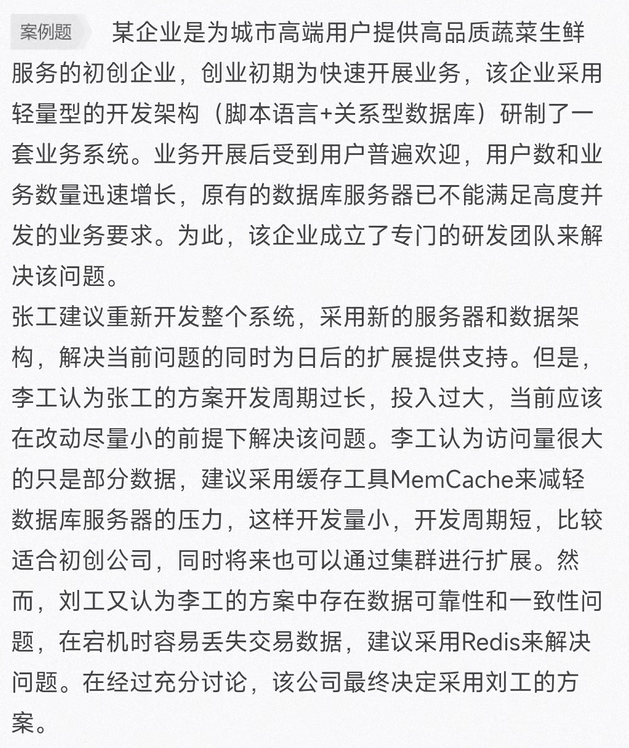 案例题 某企业是为城市高端用户提供高品质蔬菜生鲜
服务的初创企业，创业初期为快速开展业务，该企业采用
轻量型的开发架构（脚本语言+关系型数据库）研制了一
套业务系统。业务开展后受到用户普遍欢迎，用户数和业
务数量迅速增长，原有的数据库服务器已不能满足高度并
发的业务要求。为此，该企业成立了专门的研发团队来解
决该问题。
张工建议重新开发整个系统，采用新的服务器和数据架
构，解决当前问题的同时为日后的扩展提供支持。但是，
李工认为张工的方案开发周期过长，投入过大，当前应该
在改动尽量小的前提下解决该问题。李工认为访问量很大
的只是部分数据，建议采用缓存工具MemCache来减轻
数据库服务器的压力，这样开发量小，开发周期短，比较
适合初创公司，同时将来也可以通过集群进行扩展。然
而，刘工又认为李工的方案中存在数据可靠性和一致性问
题，在宕机时容易丢失交易数据，建议采用Redis来解决
问题。在经过充分讨论，该公司最终决定采用刘工的方
案。